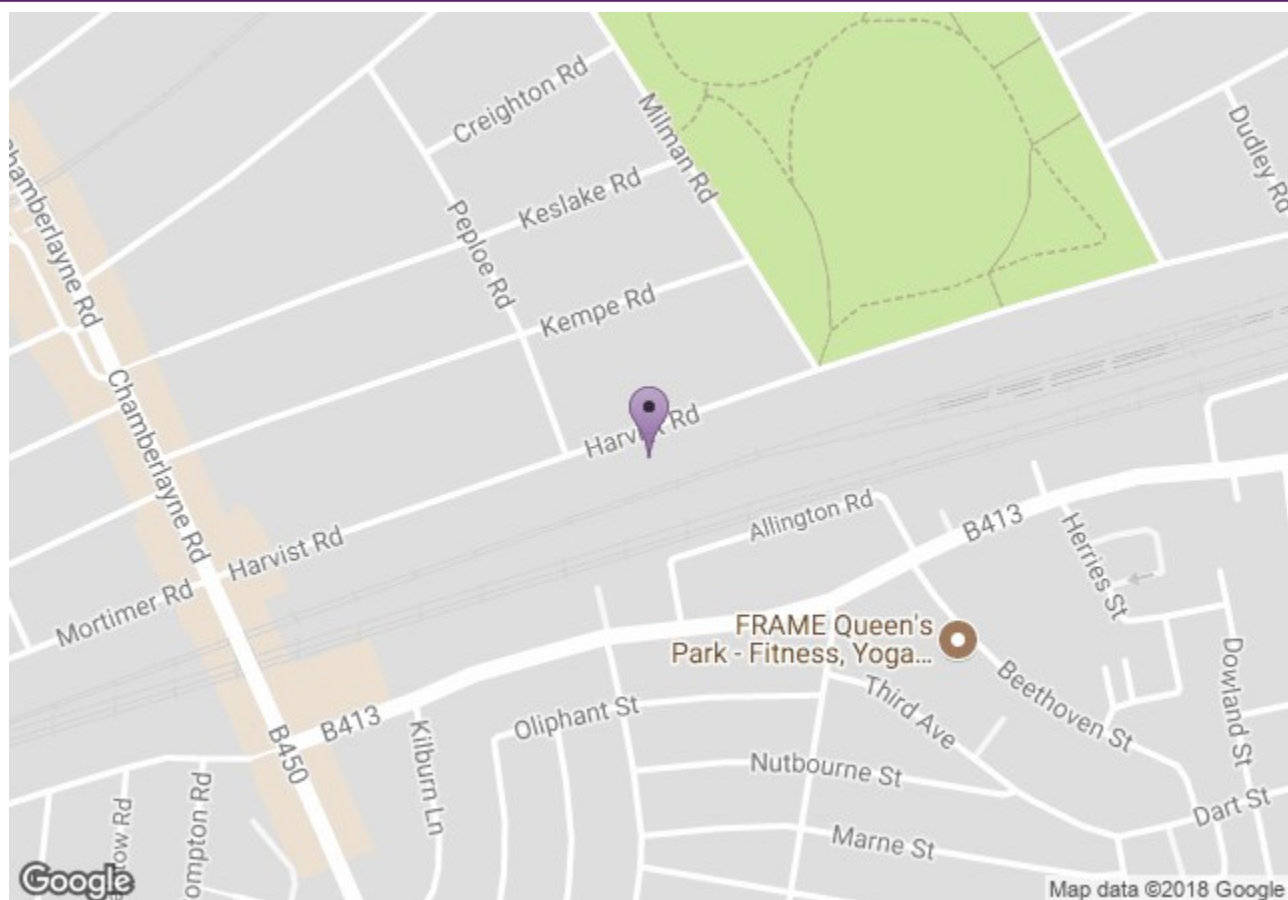 Creighton Rd
Milman Rd
Dudley Rd
Chamberlayne Rd
Keslake Rd
Peploe Rd
Kempe Rd
Chamberlayne Rd
Harvist Rd
Allington Rd
B413
Herries St
Harvist Rd
Mortimer Rd
FRAME Queen's
Park - Fitness, Yoga...
Beethoven St
Dowland St
Third Ave
Oliphant St
B413
B450
Kilburn Ln
Nutbourne St
Dart St
Marne St
Google
Map data ©2018 Google